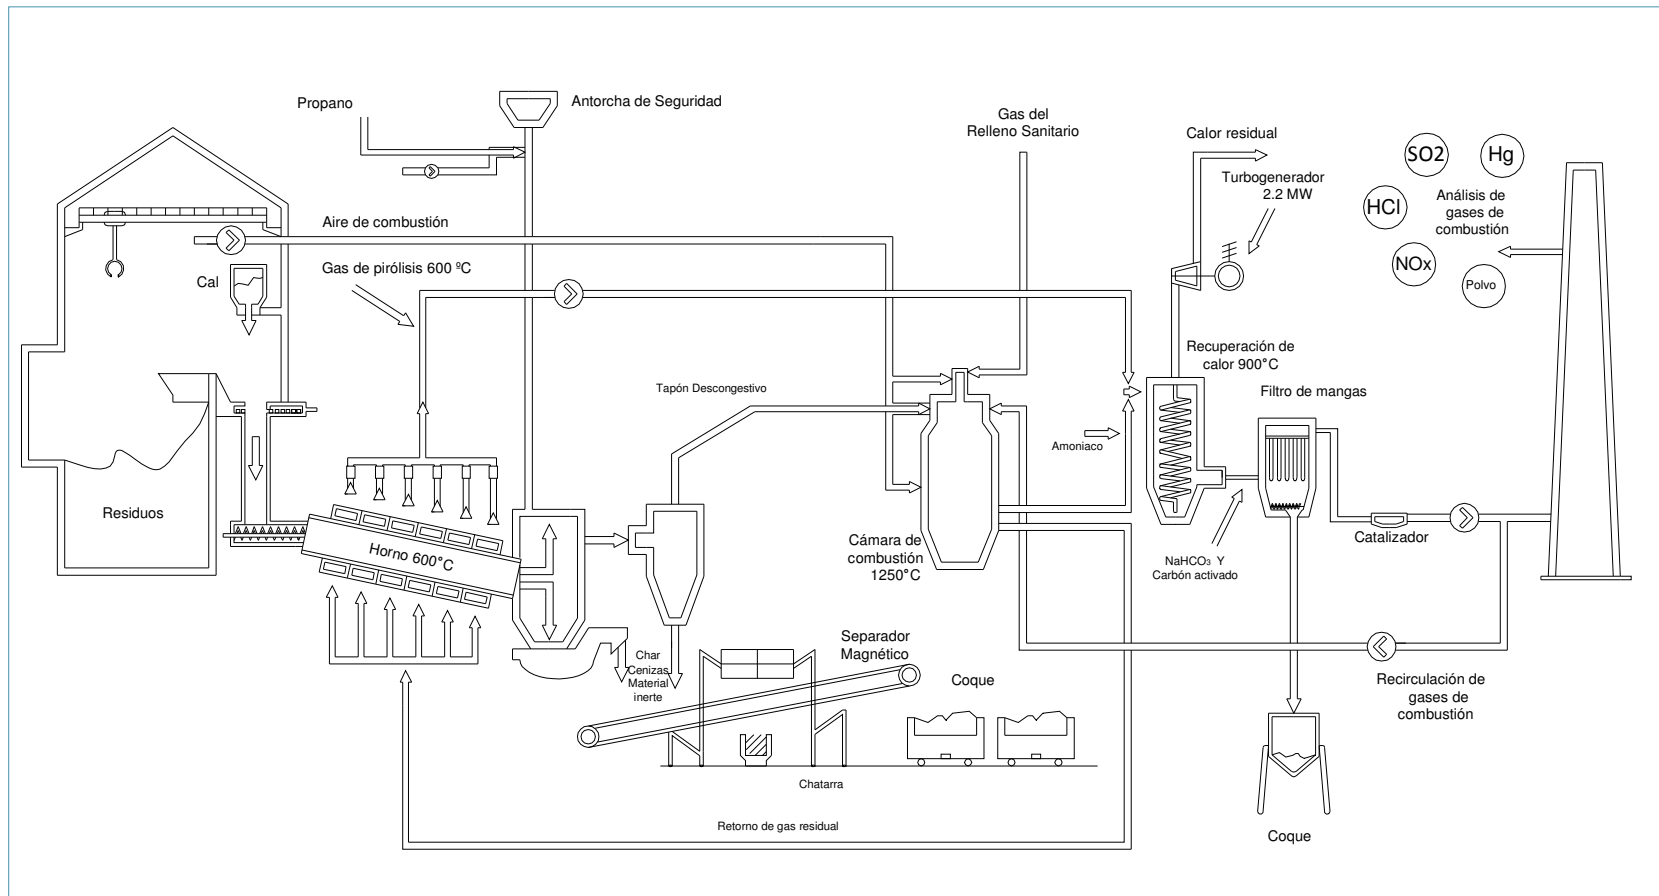 Propano
Antorcha de Seguridad
Gas del
Relleno Sanitario
Calor residual
Turbogenerador
2.2 MW
SO2
Hg
HCl
Análisis de
gases de
combustión
NOx
Polvo
Aire de combustión
Gas de pirólisis 600 ºC
Cal
Recuperación de
calor 900°C
Tapón Descongestivo
Filtro de mangas
Amoniaco
Residuos
Horno 600°C
Cámara de
combustión
1250°C
Catalizador
NaHCO3 Y
Carbón activado
Char
Cenizas
Material
inerte
Separador
Magnético
Coque
Recirculación de
gases de
combustión
Chatarra
Retorno de gas residual
Coque